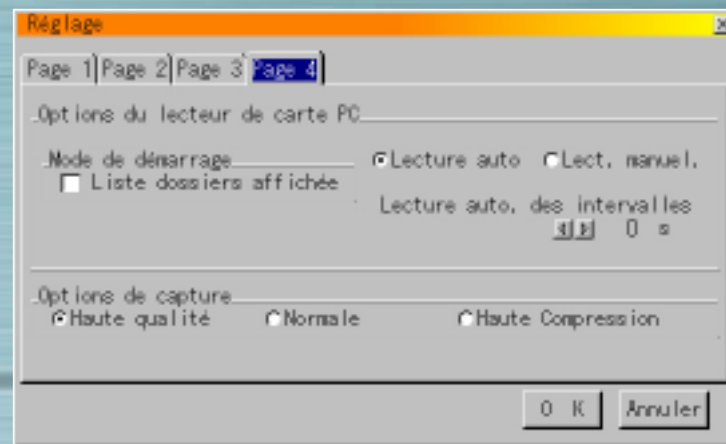 Réglage
Page 1 Page 2 Page 3 Page 4
Options du lecteur de carte PC
Mode de démarrage
Lecture auto Lect. manuel.
Liste dossiers affichée
Lecture auto. des intervalles
0 s
Options de capture
Haute qualité Normale Haute Compression
O K Annuler